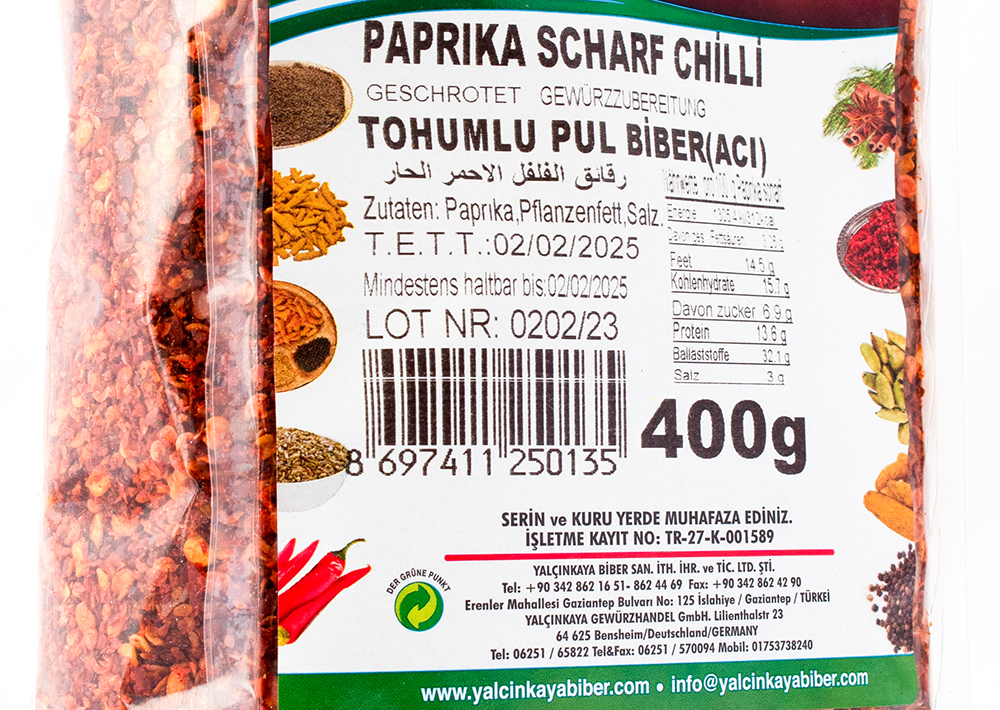 PAPRIKA SCHARF CHİLLİ
GESCHROTET GEWÜRZZUBEREITUNG
TOHUMLU PUL BİBER(ACI)
رقائق الفلفل الاحمر الحار
Zutaten: Paprıka,Pflanzenfett,Salz.
T.E.T.T.:02/02/2025
Mindestens haltbar bis:02/02/2025
LOT NR: 0202/23
8 697411 250135
Energie
Feet 14.5 g
Kohlenhydrate 15.7 g
Davon zucker 6.9 g
Protein 13.6 g
Ballaststoffe 32.1 g
Salz 3 g
400g
SERİN ve KURU YERDE MUHAFAZA EDİNİZ.
İŞLETME KAYIT NO: TR-27-K-001589
DER GRÜNE PUNKT
YALÇINKAYA BİBER SAN. İTH. İHR. ve TİC. LTD. ŞTİ.
Tel: +90 342 862 16 51- 862 44 69 Fax: +90 342 862 42 90
Erenler Mahallesi Gaziantep Bulvarı No: 125 İslahiye / Gaziantep / TÜRKEİ
YALÇINKAYA GEWÜRZHANDEL GmbH. Lilienthalstr 23
64 625 Bensheim/Deutschland/GERMANY
Tel: 06251 / 65822 Tel&Fax: 06251 / 570094 Mobil: 01753738240
www.yalcinkayabiber.com • info@yalcinkayabiber.com